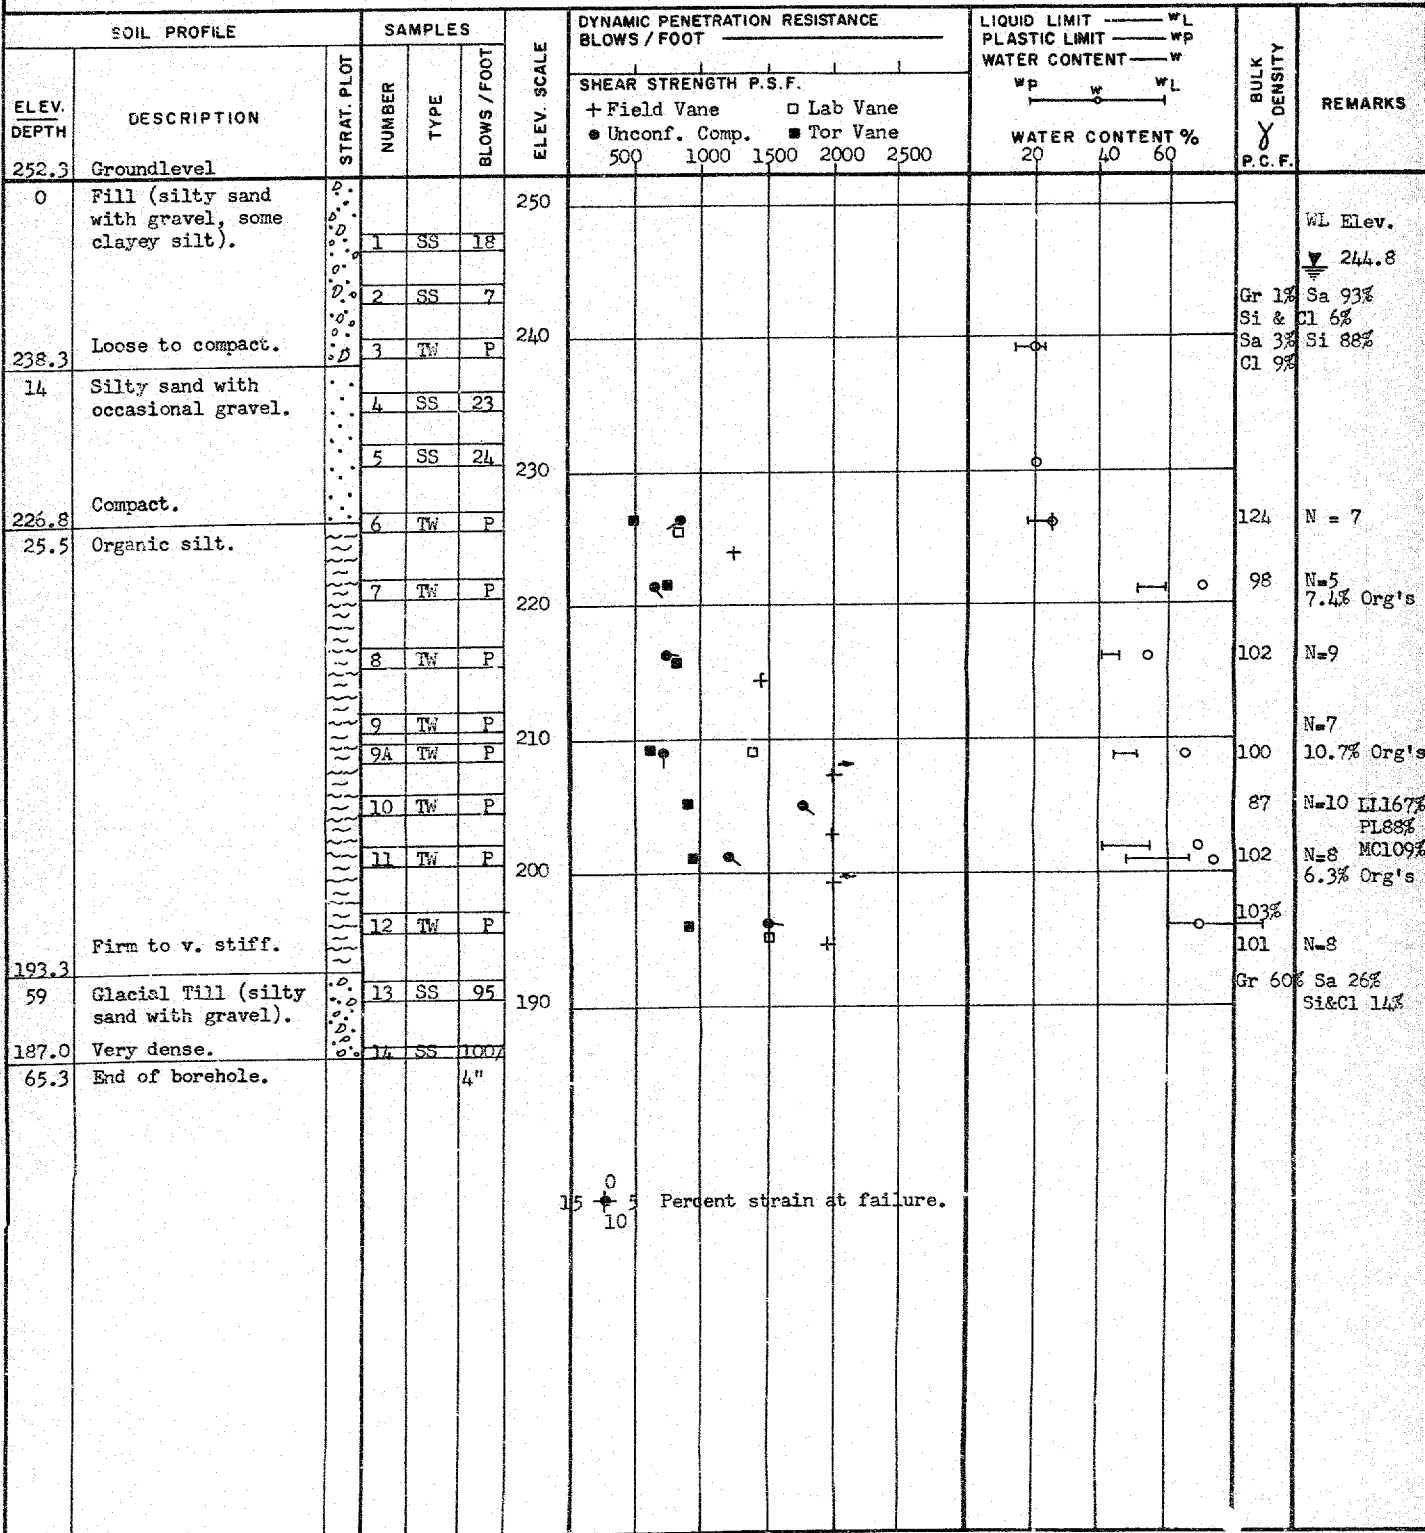 SOIL PROFILE
SAMPLES
DYNAMIC PENETRATION RESISTANCE
BLOWS / FOOT
LIQUID LIMIT wL
PLASTIC LIMIT wP
WATER CONTENT w
wP w wL
WATER CONTENT %
20 40 60
ELEV.
DEPTH
DESCRIPTION
STRAT. PLOT
NUMBER
TYPE
BLOWS / FOOT
ELEV. SCALE
SHEAR STRENGTH P.S.F.
+ Field Vane □ Lab Vane
● Unconf. Comp. ■ Tor Vane
500 1000 1500 2000 2500
BULK DENSITY
γ
P.C.F.
REMARKS
252.3 Groundlevel
0 Fill (silty sand
with gravel, some
clayey silt).
250
WL Elev.
244.8
1 SS 18
2 SS 7
Gr 1% Sa 93%
Si & Cl 6%
Sa 3% Si 88%
Cl 9%
240
Loose to compact.
3 TW P
238.3
14 Silty sand with
occasional gravel.
4 SS 23
5 SS 24
230
Compact.
226.8
6 TW P
124 N = 7
25.5 Organic silt.
7 TW P
98 N=5
7.4% Org's
220
8 TW P
102 N=9
9 TW P
N=7
210
9A TW P
100 10.7% Org's
10 TW P
87 N=10 LL167%
PL88%
MC109%
11 TW P
102 N=8
6.3% Org's
200
12 TW P
103%
101 N=8
Firm to v. stiff.
193.3
59 Glacial Till (silty
sand with gravel).
13 SS 95
190
Gr 60% Sa 26%
Si&Cl 14%
187.0 Very dense.
14 SS 100/
4"
65.3 End of borehole.
0
15 5 Percent strain at failure.
10